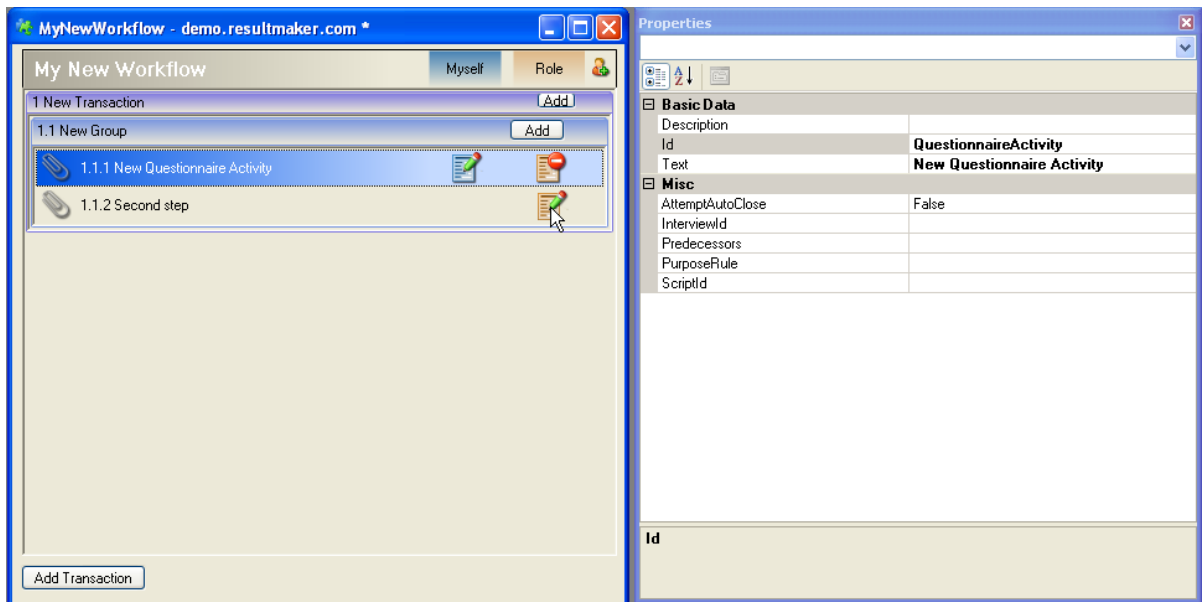 MyNewWorkflow - demo.resultmaker.com *
My New Workflow Myself Role
1 New Transaction Add
1.1 New Group Add
1.1.1 New Questionnaire Activity
1.1.2 Second step
Add Transaction
Properties
Basic Data
Description
Id QuestionnaireActivity
Text New Questionnaire Activity
Misc
AttemptAutoClose False
InterviewId
Predecessors
PurposeRule
ScriptId
Id